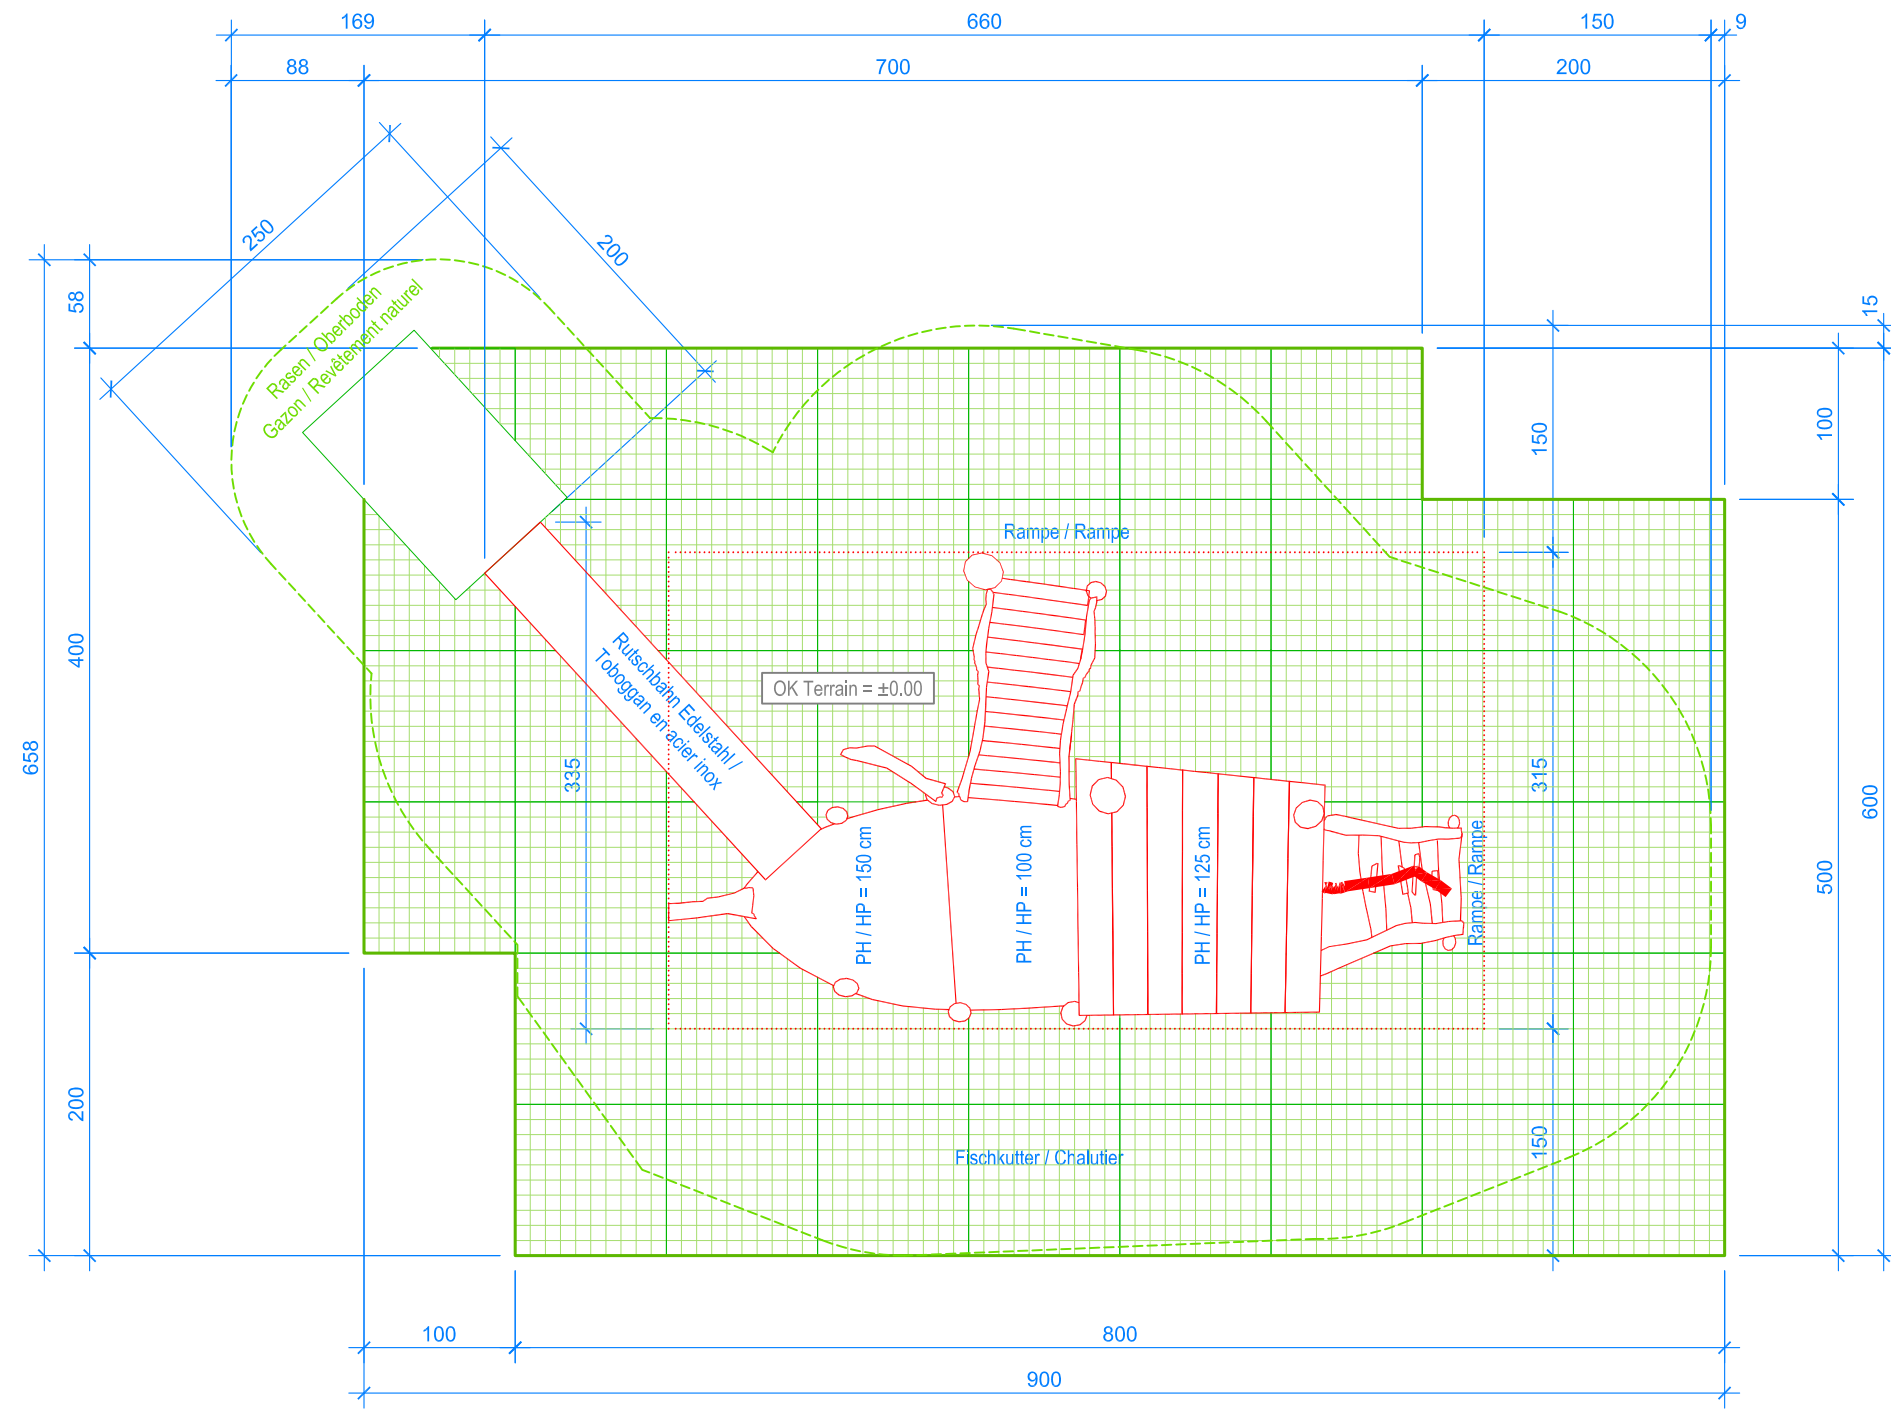 169
660
150
9
88
700
200
250
200
58
15
Rasen / Oberboden
Gazon / Revêtement naturel
150
100
Rampe / Rampe
400
Rutschbahn Edelstahl /
Toboggan en acier inox
OK Terrain = ±0.00
658
335
315
600
PH / HP = 150 cm
PH / HP = 100 cm
PH / HP = 125 cm
Rampe / Rampe
500
200
150
Fischkutter / Chalutier
100
800
900